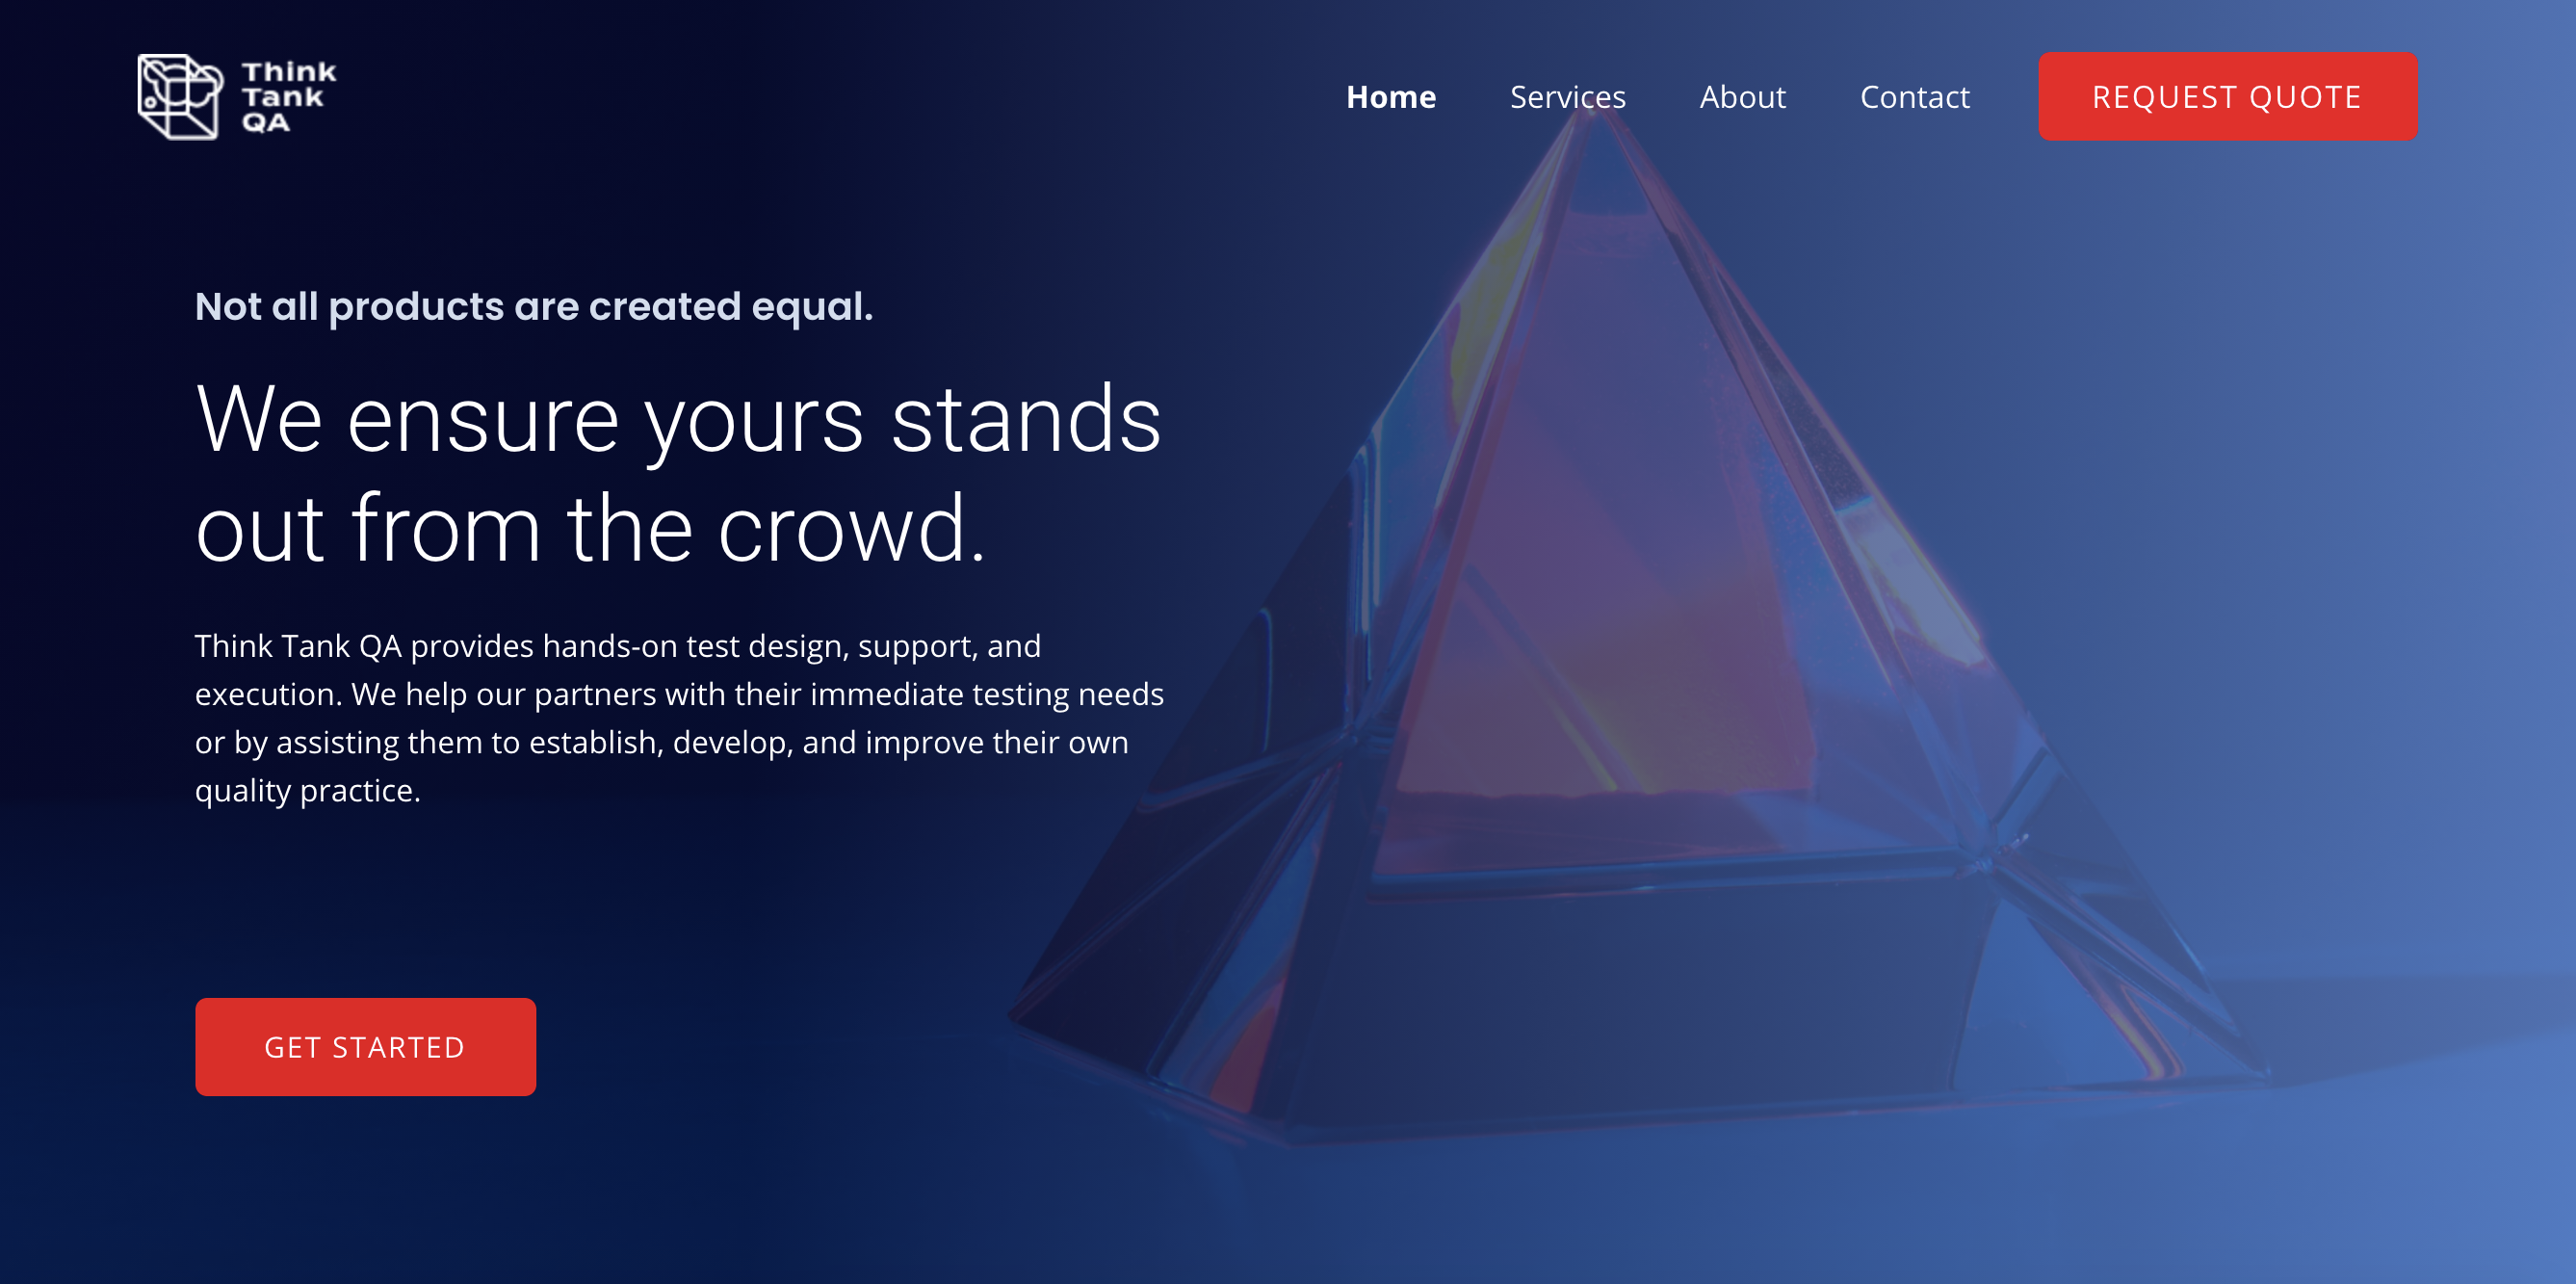 Think
Tank
QA
Home Services About Contact REQUEST QUOTE
Not all products are created equal.
We ensure yours stands
out from the crowd.
Think Tank QA provides hands-on test design, support, and
execution. We help our partners with their immediate testing needs
or by assisting them to establish, develop, and improve their own
quality practice.
GET STARTED